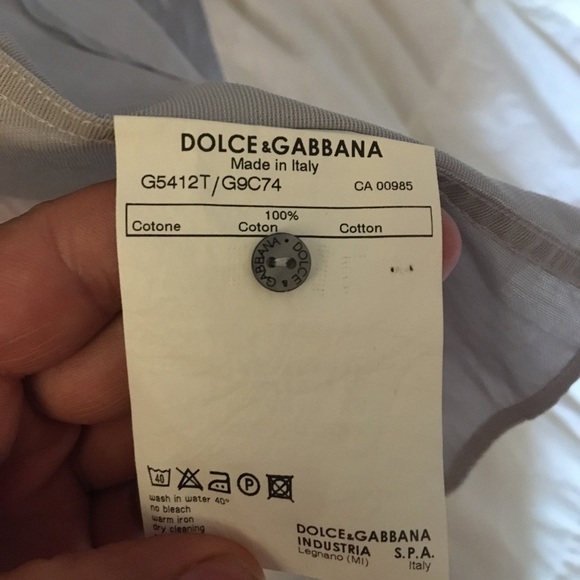 DOLCE&GABBANA
Made in Italy
G5412T/G9C74 CA 00985
100%
Cotone Coton Cotton
DOLCE & GABBANA
40 P
wash in water 40°
no bleach
warm iron
dry cleaning
DOLCE&GABBANA
INDUSTRIA S.P.A.
Legnano (MI) Italy